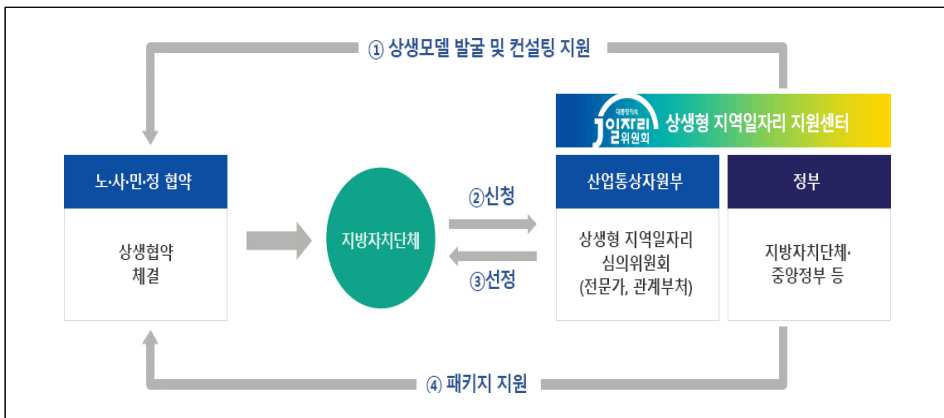 ① 상생모델 발굴 및 컨설팅 지원
대통령직속
일자리
위원회
상생형 지역일자리 지원센터
노·사·민·정 협약
상생협약
체결
지방자치단체
②신청
③선정
산업통상자원부
상생형 지역일자리
심의위원회
(전문가, 관계부처)
정부
지방자치단체·
중앙정부 등
④ 패키지 지원